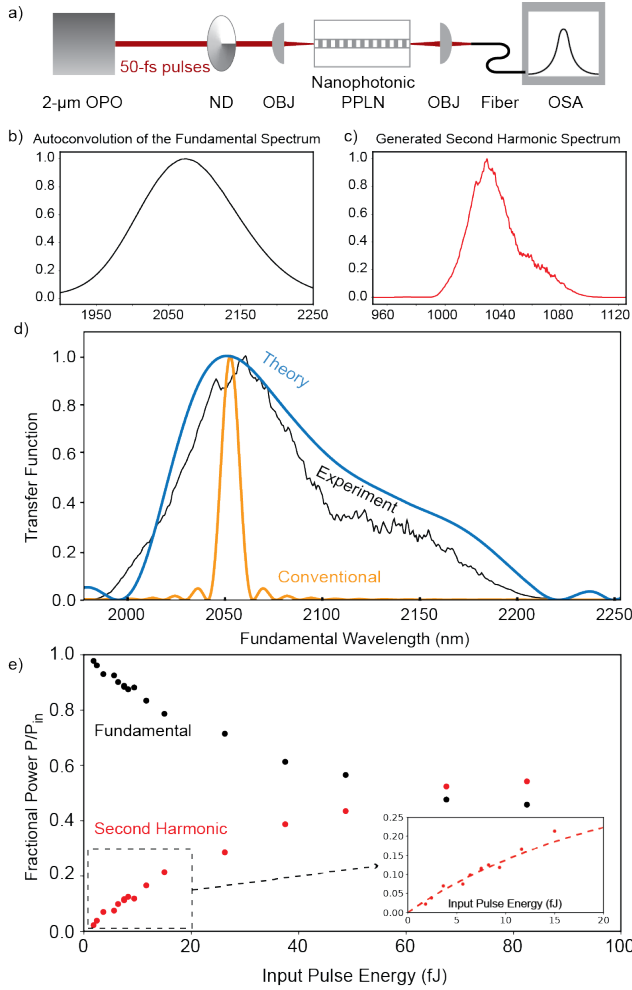 a)
50-fs pulses
Nanophotonic
2-μm OPO ND OBJ PPLN OBJ Fiber OSA
b) Autoconvolution of the Fundamental Spectrum
c) Generated Second Harmonic Spectrum
1.0
0.8
0.6
0.4
0.2
0.0
1950 2050 2150 2250
1.0
0.8
0.6
0.4
0.2
0.0
960 1000 1040 1080 1120
d)
Transfer Function
1.0
0.8
0.6
0.4
0.2
0.0
Theory
Experiment
Conventional
2000 2050 2100 2150 2200 2250
Fundamental Wavelength (nm)
e)
Fractional Power P/Pin
1.0
0.8
0.6
0.4
0.2
0.0
Fundamental
Second Harmonic
0.25
0.20
0.15
0.10
0.05
0.00
Input Pulse Energy (fJ)
0 5 10 15 20
0 20 40 60 80 100
Input Pulse Energy (fJ)